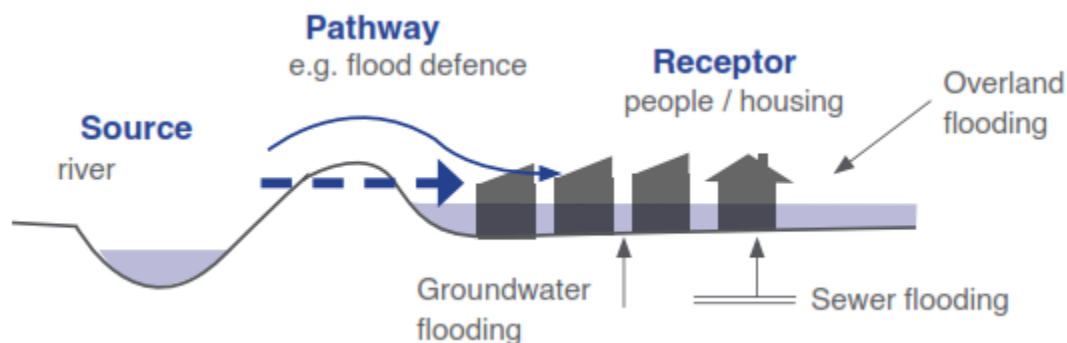 Pathway
e.g. flood defence
Receptor
people / housing
Overland
flooding
Source
river
Groundwater
flooding
Sewer flooding